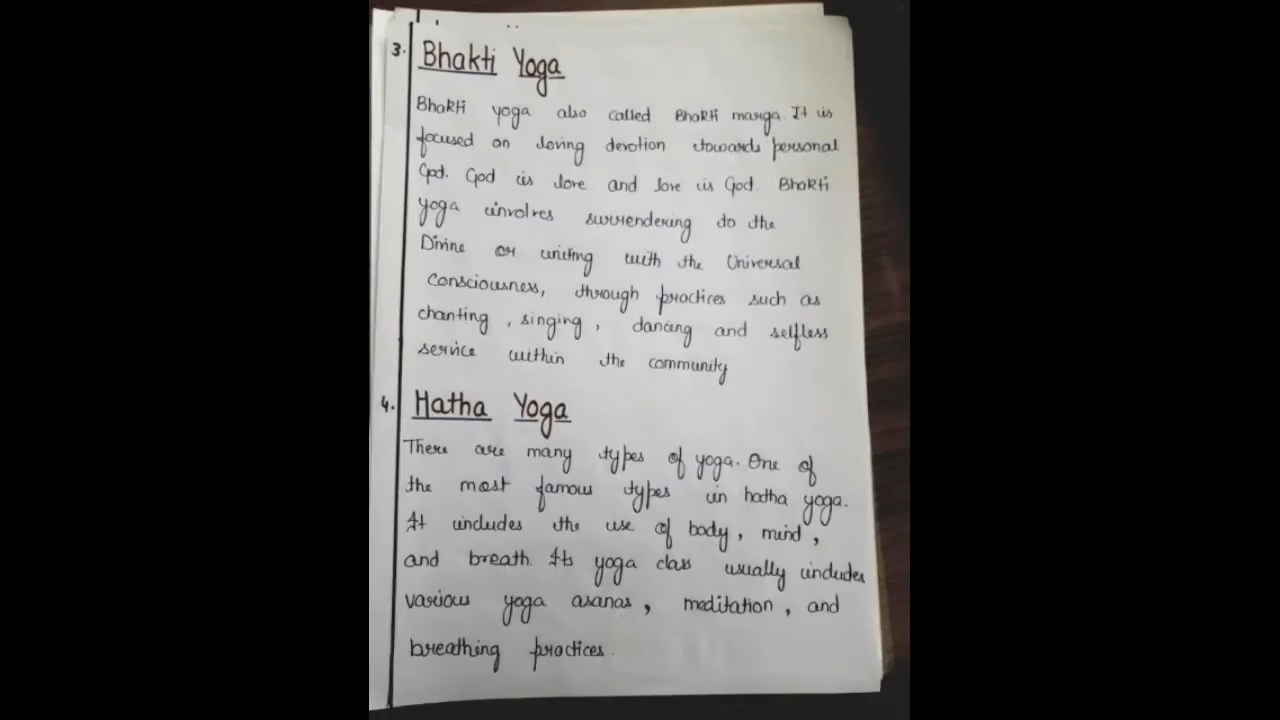 3. Bhakti Yoga
Bhakti yoga also called Bhakti marga. It is
focused on loving devotion towards personal
God. God is love and love is God. Bhakti
yoga involves surrendering to the
Divine or uniting with the Universal
consciousness, through practices such as
chanting, singing, dancing and selfless
service within the community
4. Hatha Yoga
There are many types of yoga. One of
the most famous types in hatha yoga.
It includes the use of body, mind,
and breath. Its yoga class usually includes
various yoga asanas, meditation, and
breathing practices.